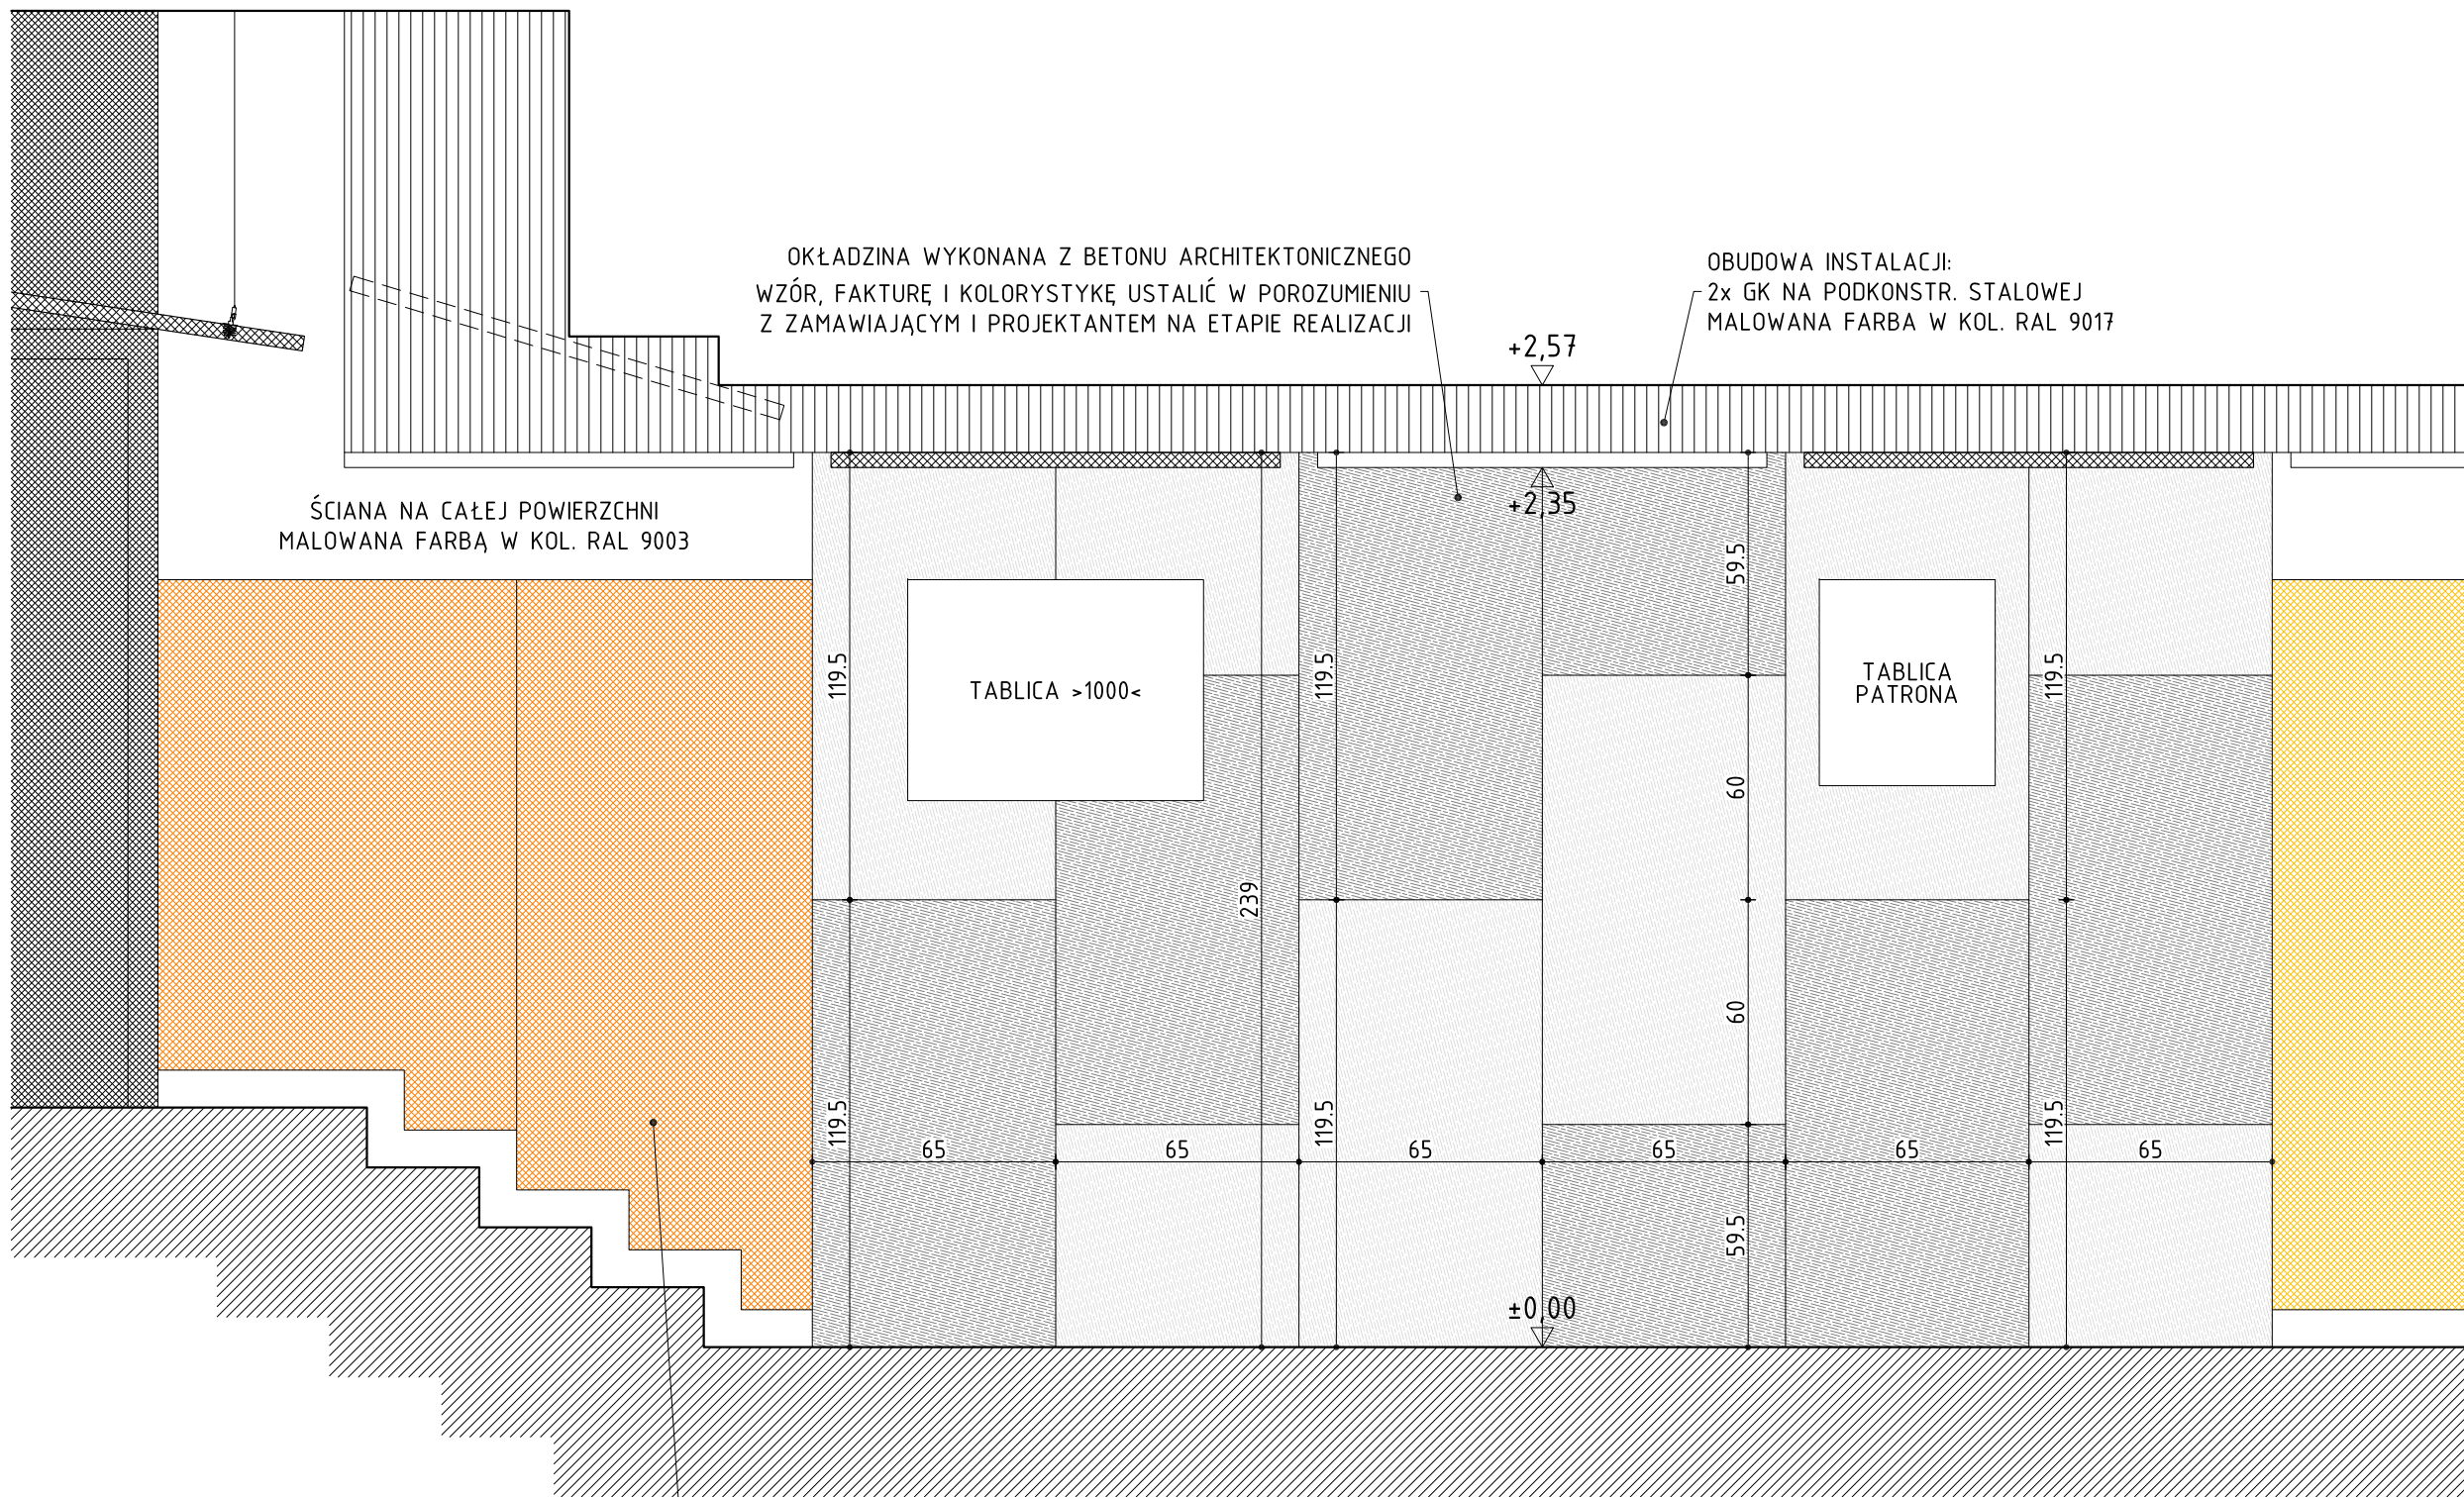 OKŁADZINA WYKONANA Z BETONU ARCHITEKTONICZNEGO
WZÓR, FAKTURĘ I KOLORYSTYKĘ USTALIĆ W POROZUMIENIU
Z ZAMAWIAJĄCYM I PROJEKTANTEM NA ETAPIE REALIZACJI
OBUDOWA INSTALACJI:
2x GK NA PODKONSTR. STALOWEJ
MALOWANA FARBA W KOL. RAL 9017
+2,57
+2,35
ŚCIANA NA CAŁEJ POWIERZCHNI
MALOWANA FARBĄ W KOL. RAL 9003
59.5
119.5
119.5
119.5
TABLICA >1000<
TABLICA
PATRONA
60
239
60
119.5
119.5
119.5
65
65
65
65
65
65
59.5
±0,00